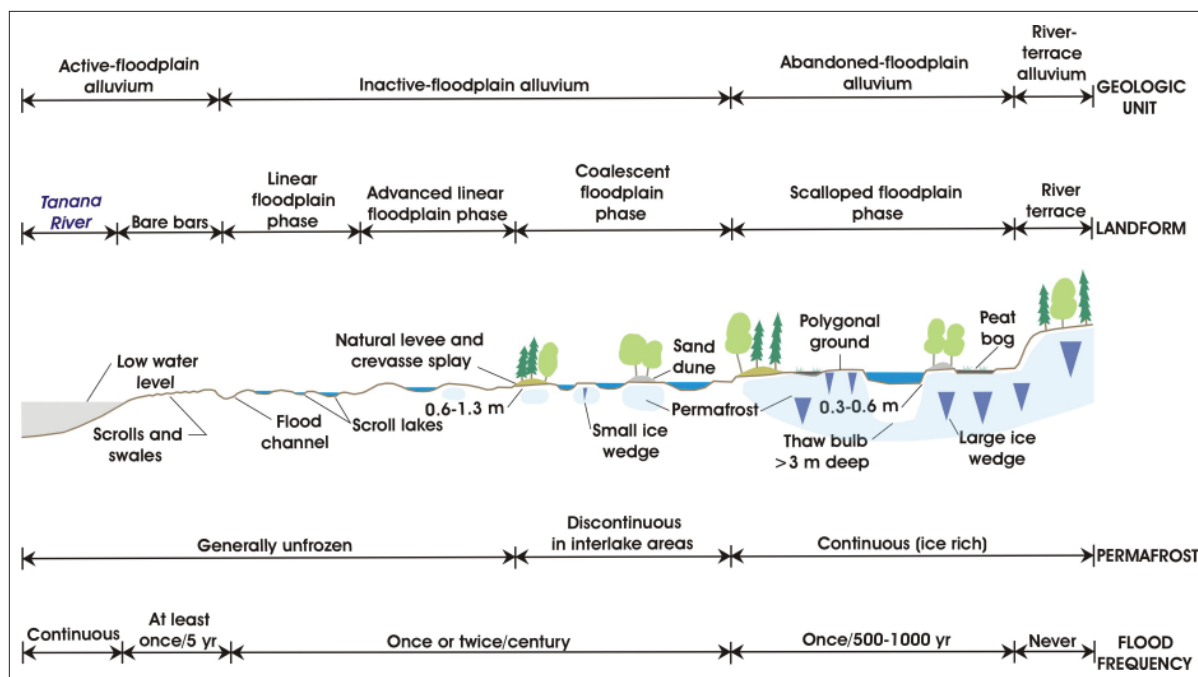 Active-floodplain
alluvium
Inactive-floodplain alluvium
Abandoned-floodplain
alluvium
River-
terrace
alluvium
GEOLOGIC
UNIT
Tanana
River
Bare bars
Linear
floodplain
phase
Advanced linear
floodplain phase
Coalescent
floodplain
phase
Scalloped floodplain
phase
River
terrace
LANDFORM
Low water
level
Scrolls and
swales
Flood
channel
Scroll lakes
Natural levee and
crevasse splay
0.6-1.3 m
Small ice
wedge
Sand
dune
Permafrost
Polygonal
ground
0.3-0.6 m
Thaw bulb
>3 m deep
Peat
bog
Large ice
wedge
Generally unfrozen
Discontinuous
in interlake areas
Continuous (ice rich)
PERMAFROST
Continuous
At least
once/5 yr
Once or twice/century
Once/500-1000 yr
Never
FLOOD
FREQUENCY